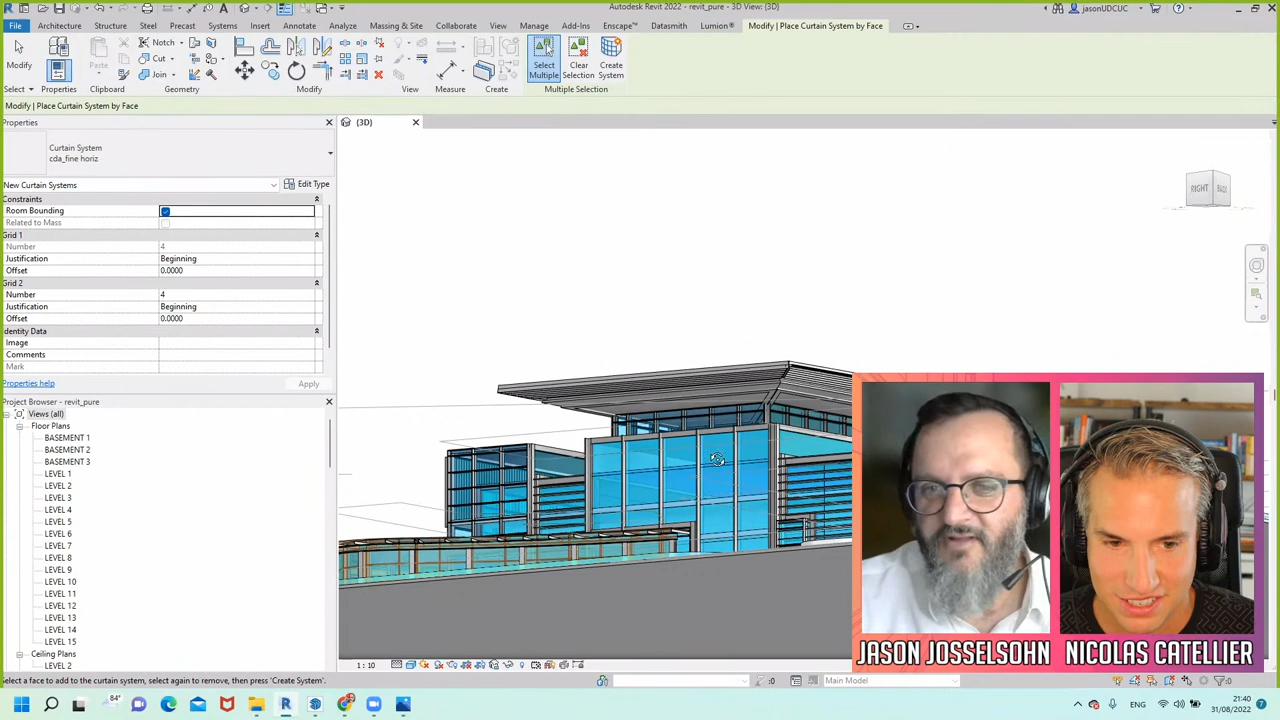 Autodesk Revit 2022 - revit_pure - 3D View: {3D}
jasonUDCUC
File
Architecture
Structure
Steel
Precast
Systems
Insert
Annotate
Analyze
Massing & Site
Collaborate
View
Manage
Add-Ins
Enscape™
Datasmith
Lumion®
Modify | Place Curtain System by Face
Modify
Select
Properties
Paste
Clipboard
Notch
Cut
Join
Geometry
Modify
View
Measure
Create
Select Multiple
Clear Selection
Create System
Multiple Selection
Modify | Place Curtain System by Face
Properties
Curtain System
cda_fine horiz
New Curtain Systems
Edit Type
Constraints
Room Bounding
Related to Mass
Grid 1
Number 4
Justification Beginning
Offset 0.0000
Grid 2
Number 4
Justification Beginning
Offset 0.0000
Identity Data
Image
Comments
Mark
Properties help
Apply
Project Browser - revit_pure
Views (all)
Floor Plans
BASEMENT 1
BASEMENT 2
BASEMENT 3
LEVEL 1
LEVEL 2
LEVEL 3
LEVEL 4
LEVEL 5
LEVEL 6
LEVEL 7
LEVEL 8
LEVEL 9
LEVEL 10
LEVEL 11
LEVEL 12
LEVEL 13
LEVEL 14
LEVEL 15
Ceiling Plans
LEVEL 2
{3D}
RIGHT
BACK
JASON JOSSELSOHN
NICOLAS CATELLIER
1 : 10
Select a face to add to the curtain system, select again to remove, then press 'Create System'.
:0
Main Model
:0
84°
ENG
21:40
31/08/2022